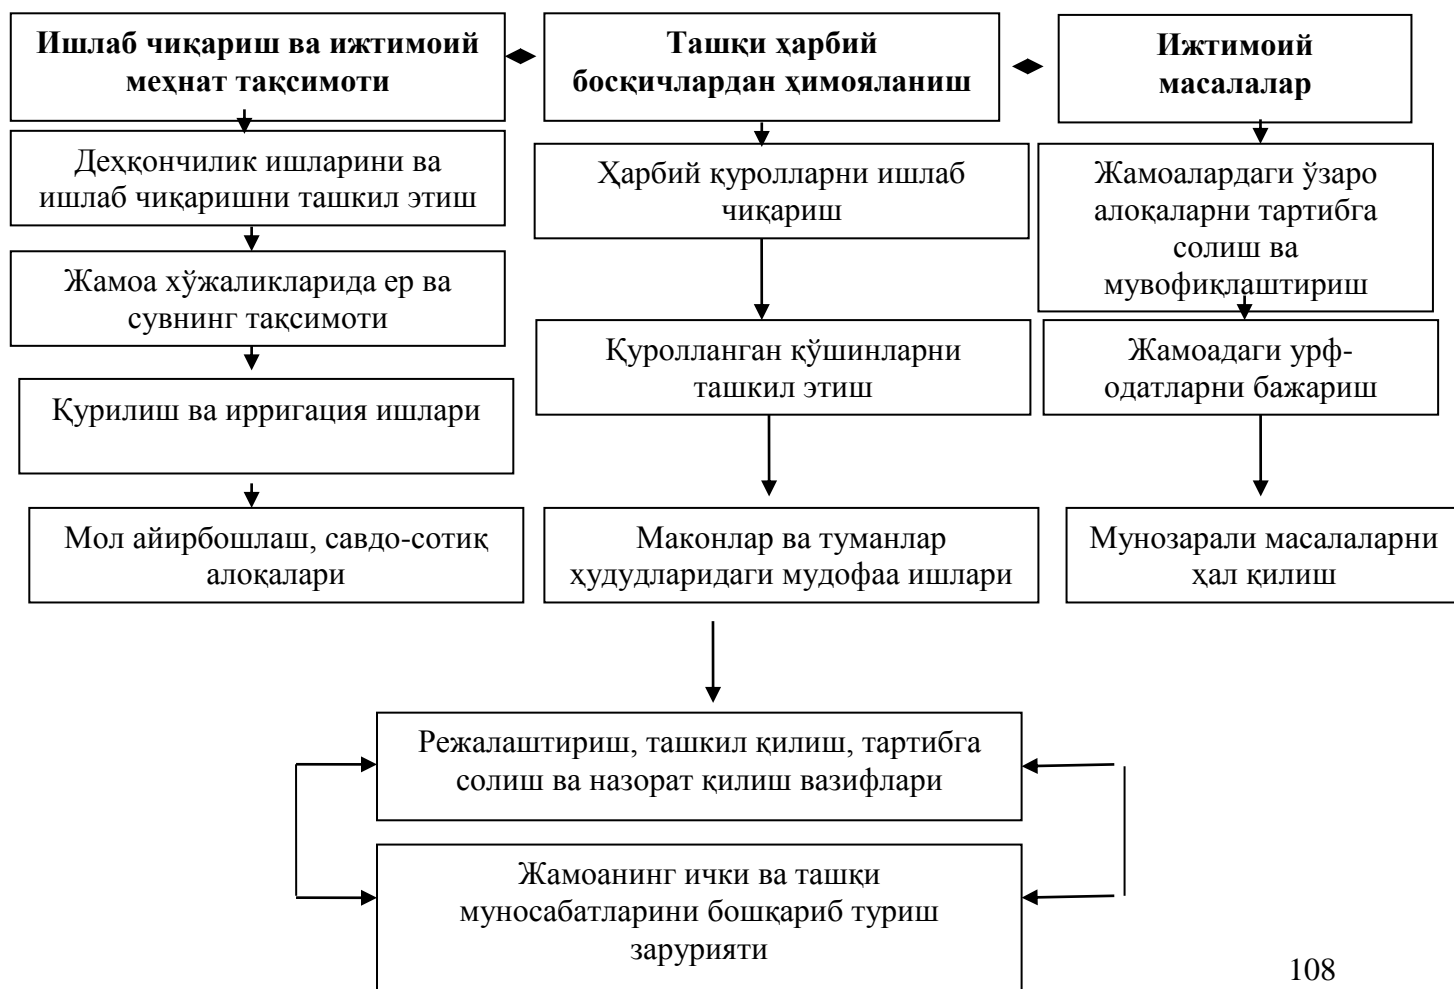 Ишлаб чиқариш ва ижтимоий
меҳнат тақсимоти
Ташқи ҳарбий
босқичлардан ҳимояланиш
Ижтимоий
масалалар
Деҳқончилик ишларини ва
ишлаб чиқаришни ташкил этиш
Ҳарбий қуролларни ишлаб
чиқариш
Жамоалардаги ўзаро
алоқаларни тартибга
солиш ва
мувофиқлаштириш
Жамоа хўжаликларида ер ва
сувнинг тақсимоти
Қуролланган қўшинларни
ташкил этиш
Жамоадаги урф-
одатларни бажариш
Қурилиш ва ирригация ишлари
Мол айирбошлаш, савдо-сотиқ
алоқалари
Маконлар ва туманлар
ҳудудларидаги мудофаа ишлари
Мунозарали масалаларни
ҳал қилиш
Режалаштириш, ташкил қилиш, тартибга
солиш ва назорат қилиш вазифлари
Жамоанинг ички ва ташқи
муносабатларини бошқариб туриш
зарурияти
108